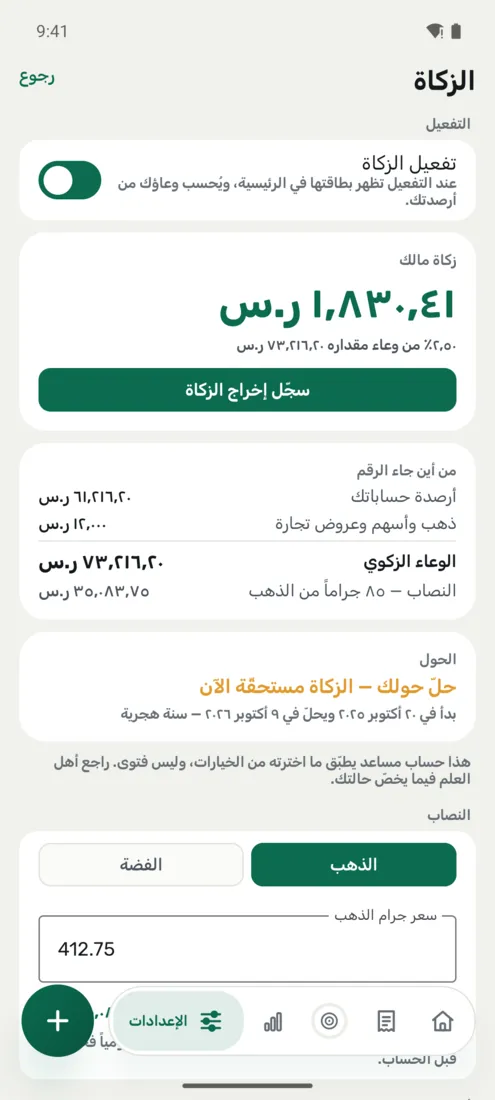 9:41
الزكاة
رجوع
التفعيل
تفعيل الزكاة
عند التفعيل تظهر بطاقتها في الرئيسية، ويُحسب وعاؤك من
أرصدتك.
زكاة مالك
١,٨٣٠,٤١ ر.س
٢,٥٠٪ من وعاء مقداره ٧٣,٢١٦,٢٠ ر.س
سجّل إخراج الزكاة
من أين جاء الرقم
أرصدة حساباتك ٦١,٢١٦,٢٠ ر.س
ذهب وأسهم وعروض تجارة ١٢,٠٠٠ ر.س
الوعاء الزكوي ٧٣,٢١٦,٢٠ ر.س
النصاب – ٨٥ جراماً من الذهب ٣٥,٠٨٣,٧٥ ر.س
الحول
حلّ حولك – الزكاة مستحقّة الآن
بدأ في ٢٠ أكتوبر ٢٠٢٥ ويحلّ في ٩ أكتوبر ٢٠٢٦ – سنة هجرية
هذا حساب مساعد يطبّق ما اخترته من الخيارات، وليس فتوى. راجع أهل
العلم فيما يخصّ حالتك.
النصاب
الذهب
الفضة
سعر جرام الذهب
412.75
الإعدادات
قبل الحساب.